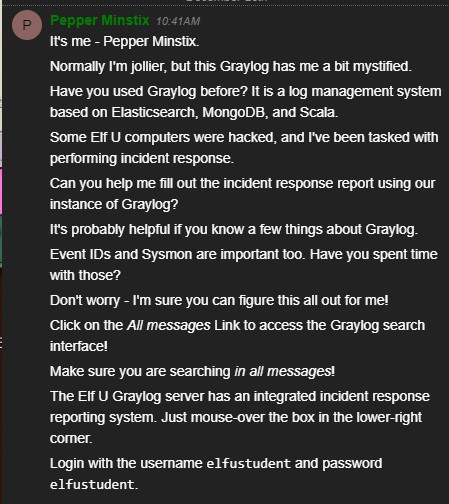 P
Pepper Minstix 10:41AM
It's me - Pepper Minstix.
Normally I'm jollier, but this Graylog has me a bit mystified.
Have you used Graylog before? It is a log management system
based on Elasticsearch, MongoDB, and Scala.
Some Elf U computers were hacked, and I've been tasked with
performing incident response.
Can you help me fill out the incident response report using our
instance of Graylog?
It's probably helpful if you know a few things about Graylog.
Event IDs and Sysmon are important too. Have you spent time
with those?
Don't worry - I'm sure you can figure this all out for me!
Click on the All messages Link to access the Graylog search
interface!
Make sure you are searching in all messages!
The Elf U Graylog server has an integrated incident response
reporting system. Just mouse-over the box in the lower-right
corner.
Login with the username elfustudent and password
elfustudent.